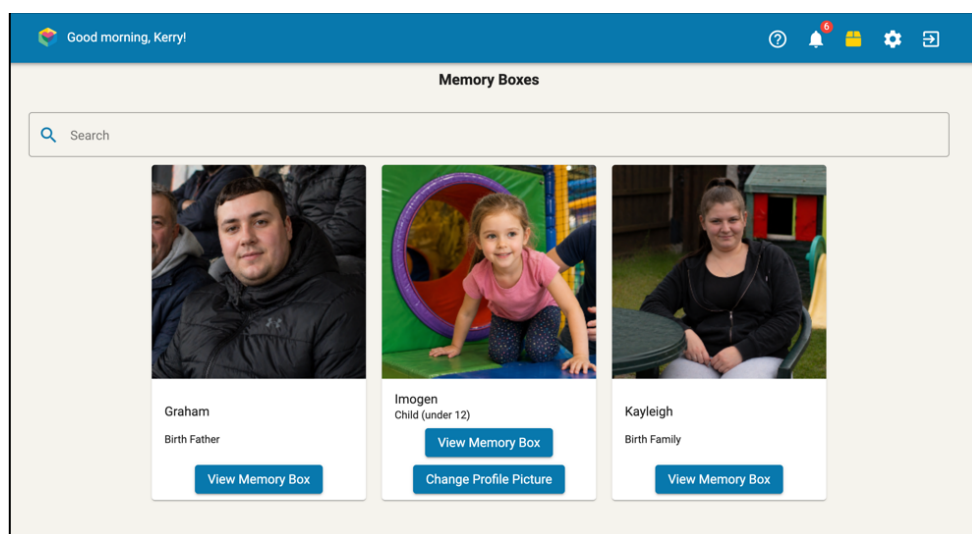 Good morning, Kerry!
6
Memory Boxes
Search
Graham
Birth Father
View Memory Box
Imogen
Child (under 12)
View Memory Box
Change Profile Picture
Kayleigh
Birth Family
View Memory Box